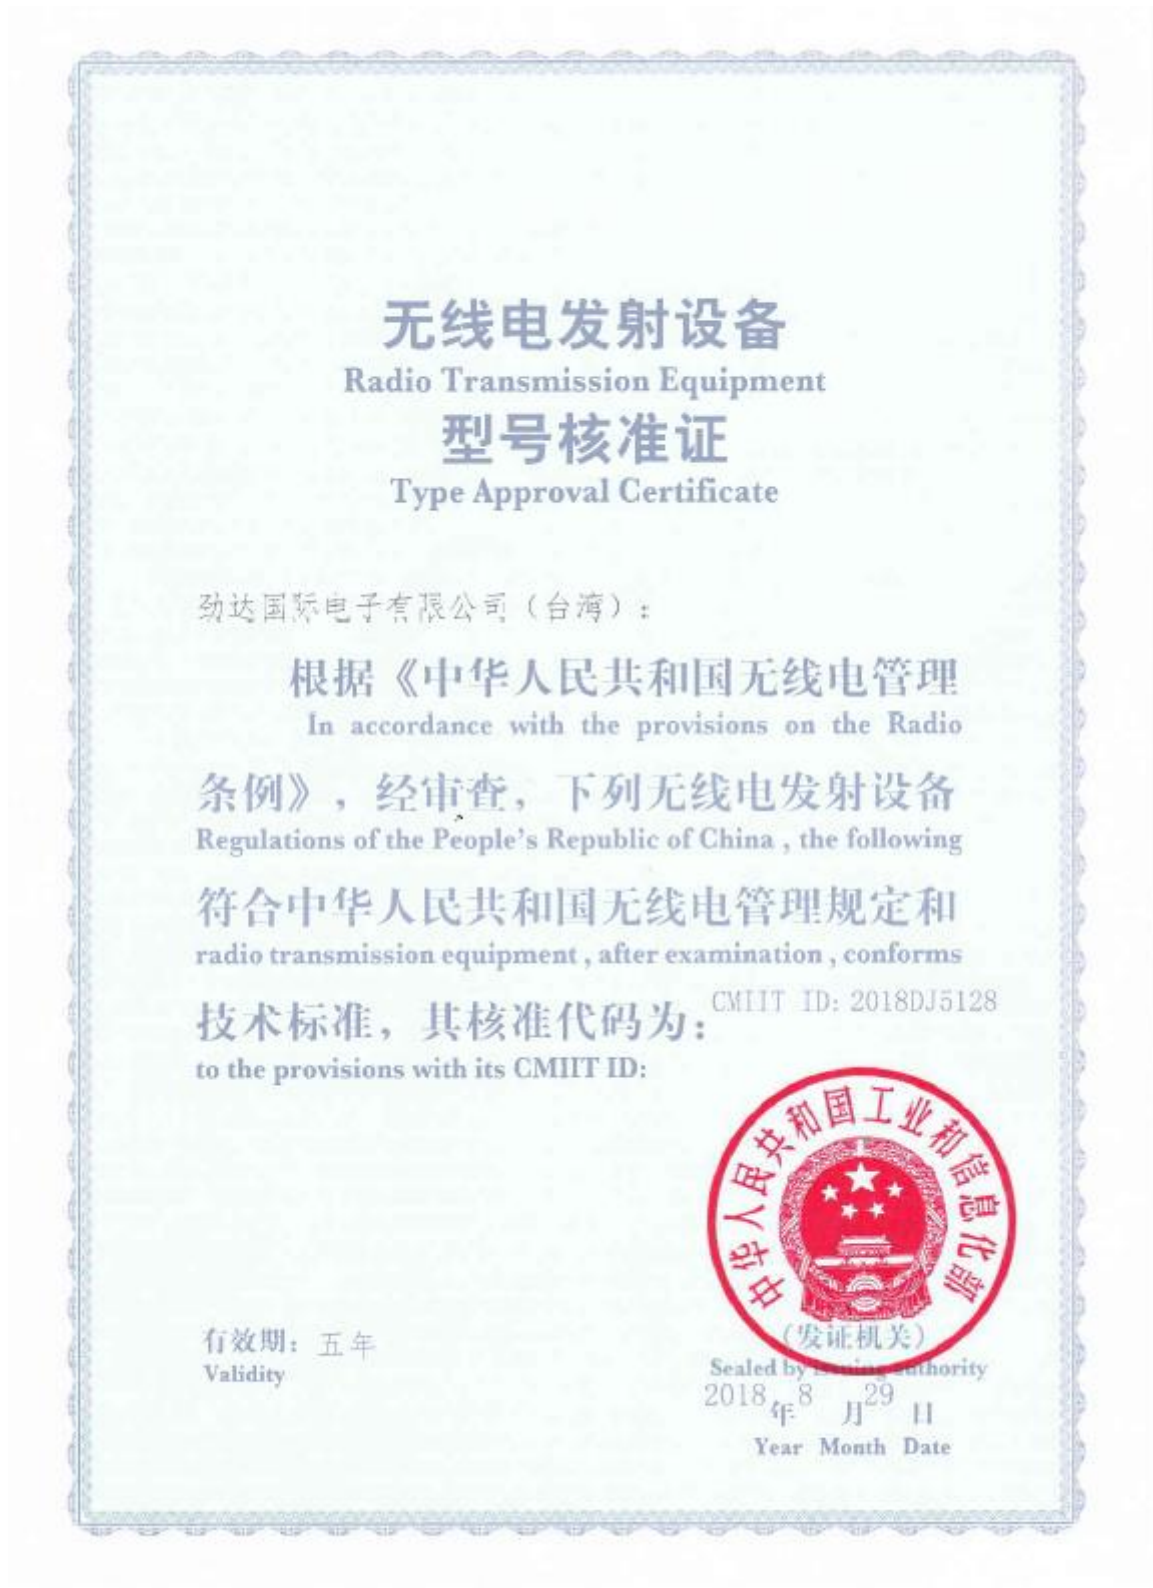 无线电发射设备
Radio Transmission Equipment
型号核准证
Type Approval Certificate
劲达国际电子有限公司（台湾）：
根据《中华人民共和国无线电管理
In accordance with the provisions on the Radio
条例》，经审查，下列无线电发射设备
Regulations of the People's Republic of China , the following
符合中华人民共和国无线电管理规定和
radio transmission equipment , after examination , conforms
CMIIT ID: 2018DJ5128
技术标准，其核准代码为：
to the provisions with its CMIIT ID:
中华人民共和国工业和信息化部
有效期：五年
Validity
（发证机关）
Sealed by issuing authority
2018年8月29日
Year Month Date